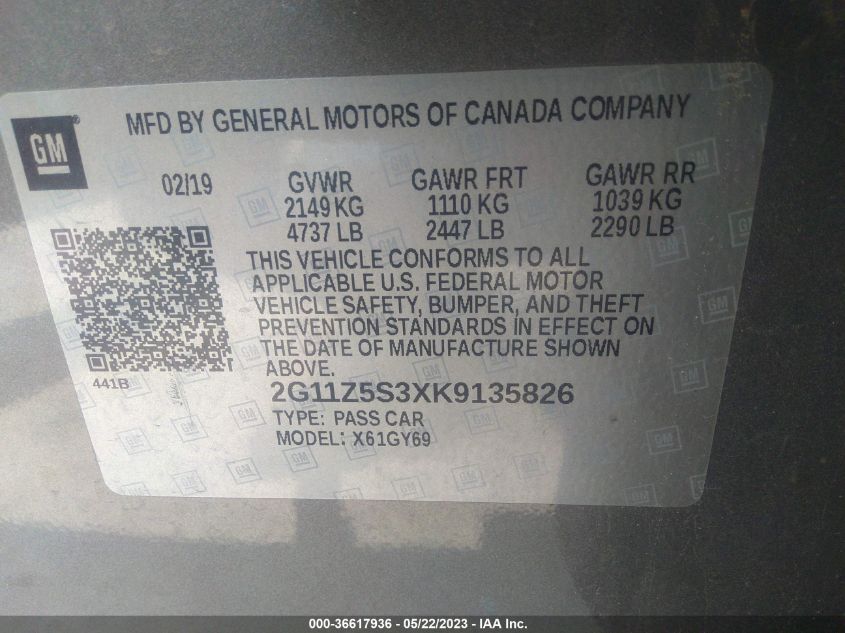 MFD BY GENERAL MOTORS OF CANADA COMPANY
GM
02/19 GVWR GAWR FRT GAWR RR
2149 KG 1110 KG 1039 KG
4737 LB 2447 LB 2290 LB
THIS VEHICLE CONFORMS TO ALL
APPLICABLE U.S. FEDERAL MOTOR
VEHICLE SAFETY, BUMPER, AND THEFT
PREVENTION STANDARDS IN EFFECT ON
THE DATE OF MANUFACTURE SHOWN
ABOVE.
441B
2G11Z5S3XK9135826
TYPE: PASS CAR
MODEL: X61GY69
000-36617936 - 05/22/2023 - IAA Inc.